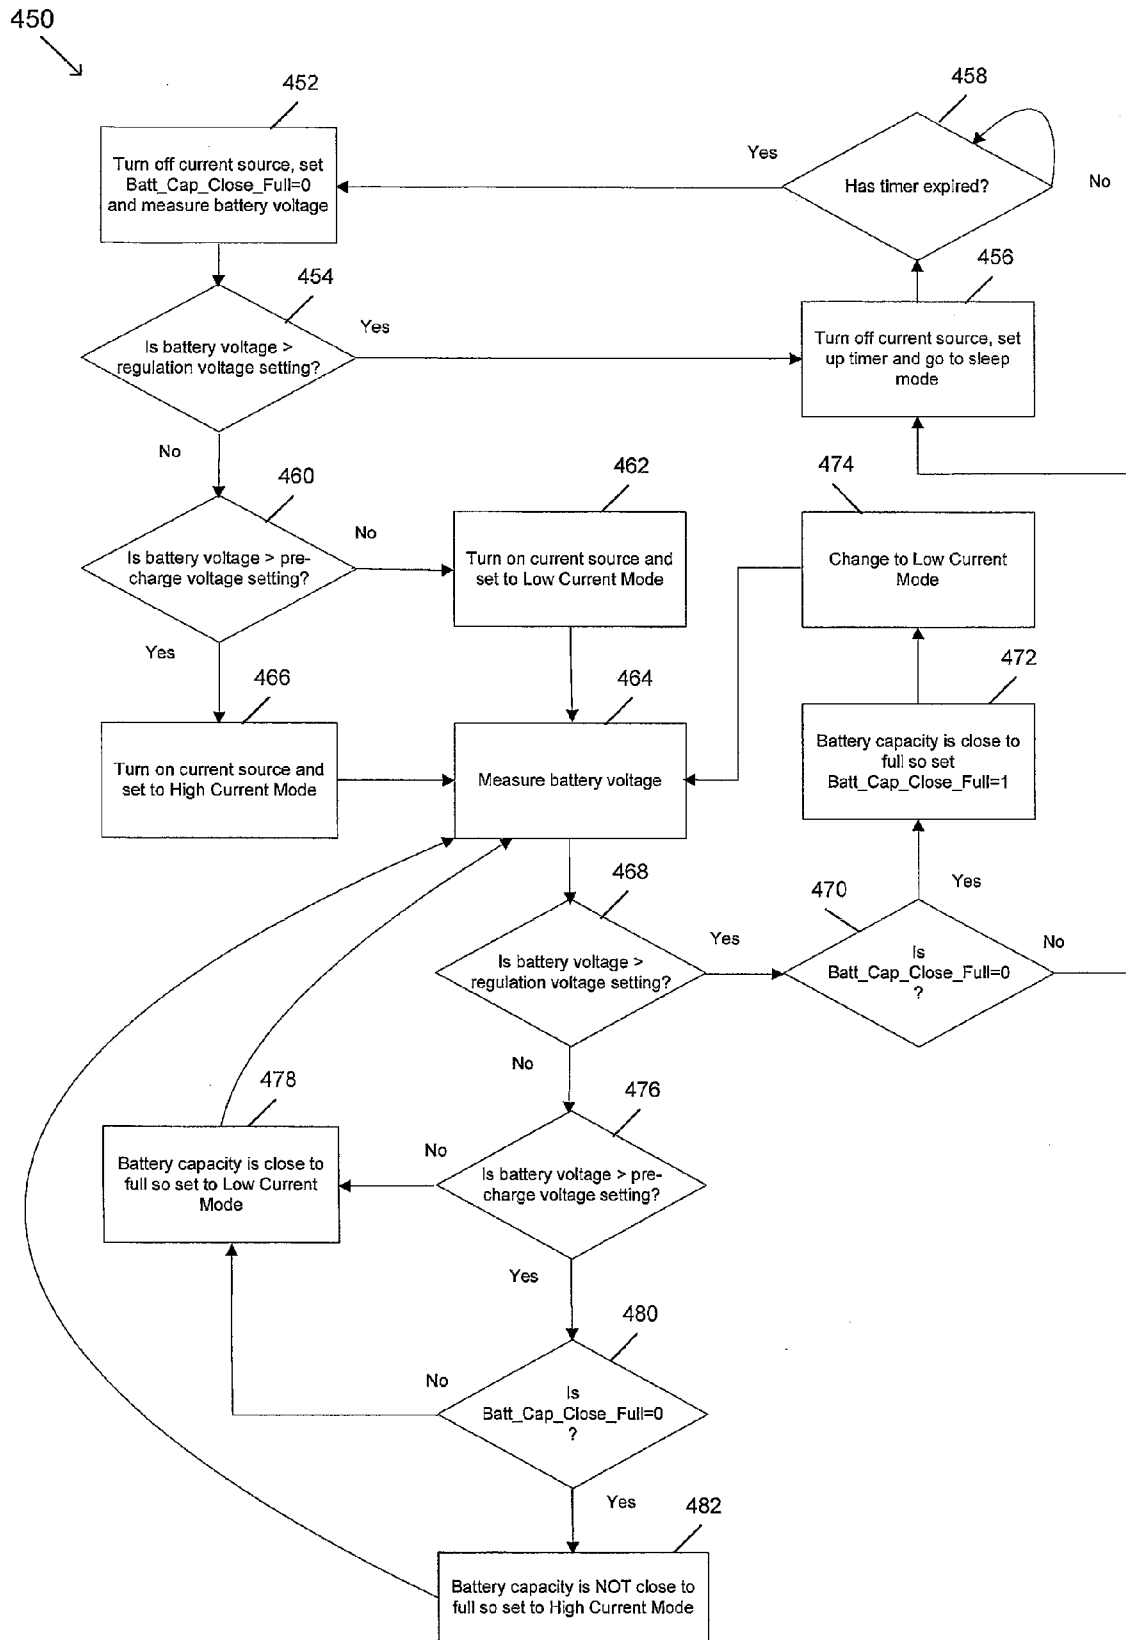 450
452
Turn off current source, set
Batt_Cap_Close_Full=0
and measure battery voltage
458
Yes
Has timer expired?
No
454
Is battery voltage >
regulation voltage setting?
Yes
No
456
Turn off current source, set
up timer and go to sleep
mode
460
Is battery voltage > pre-
charge voltage setting?
No
Yes
462
Turn on current source and
set to Low Current Mode
474
Change to Low Current
Mode
466
Turn on current source and
set to High Current Mode
464
Measure battery voltage
472
Battery capacity is close to
full so set
Batt_Cap_Close_Full=1
468
Is battery voltage >
regulation voltage setting?
Yes
No
470
Yes
Is
Batt_Cap_Close_Full=0
?
No
478
Battery capacity is close to
full so set to Low Current
Mode
476
No
Is battery voltage > pre-
charge voltage setting?
Yes
480
No
Is
Batt_Cap_Close_Full=0
?
Yes
482
Battery capacity is NOT close to
full so set to High Current Mode